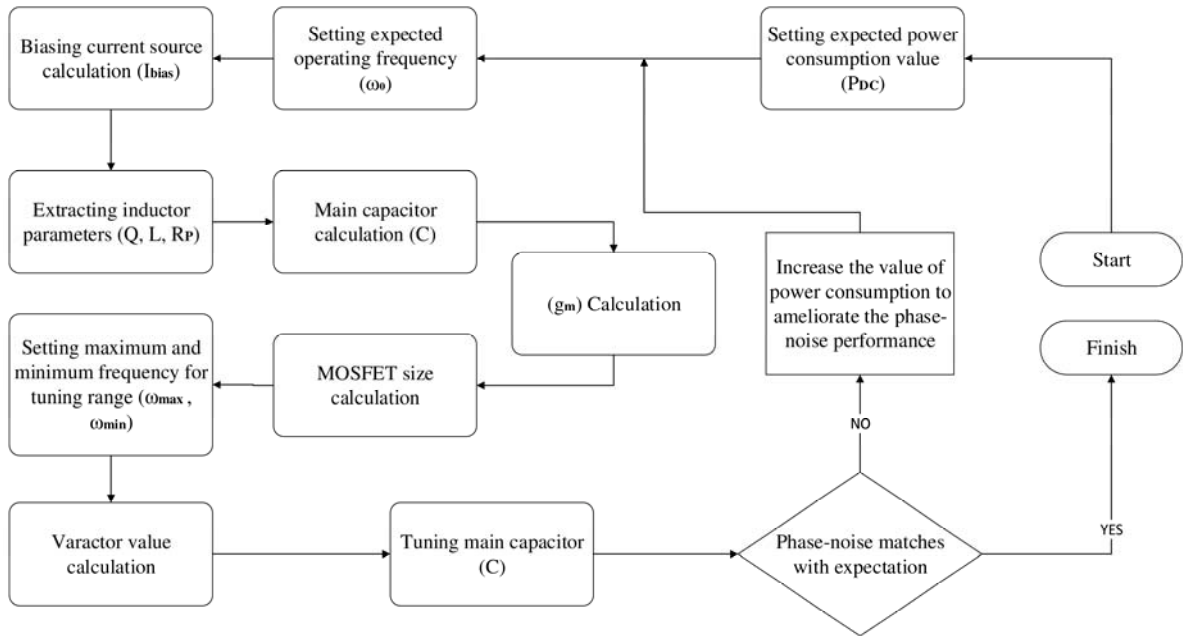 Start
Setting expected power
consumption value
(PDC)
Setting expected
operating frequency
(ω0)
Biasing current source
calculation (Ibias)
Extracting inductor
parameters (Q, L, RP)
Main capacitor
calculation (C)
(gm) Calculation
MOSFET size
calculation
Setting maximum and
minimum frequency for
tuning range (ωmax ,
ωmin)
Varactor value
calculation
Tuning main capacitor
(C)
Phase-noise matches
with expectation
NO
Increase the value of
power consumption to
ameliorate the phase-
noise performance
YES
Finish